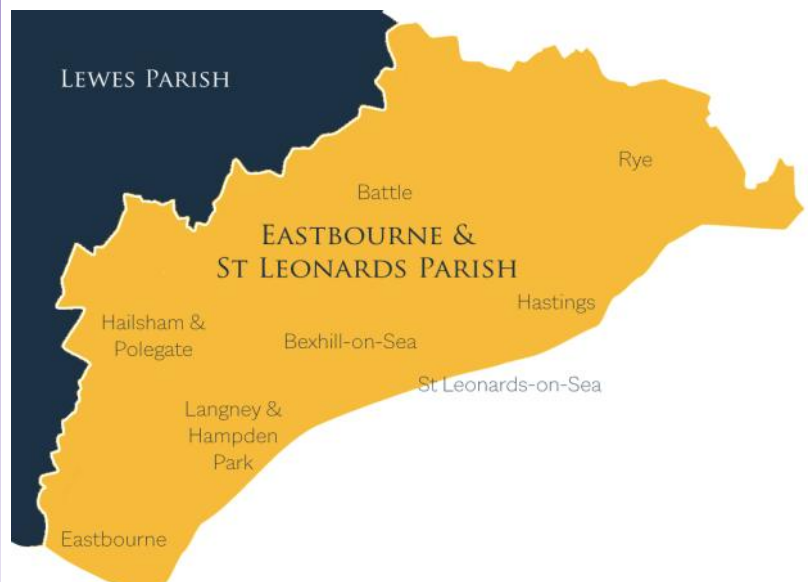 LEWES PARISH
Rye
Battle
EASTBOURNE &
ST LEONARDS PARISH
Hastings
Hailsham &
Polegate
Bexhill-on-Sea
St Leonards-on-Sea
Langney &
Hampden
Park
Eastbourne